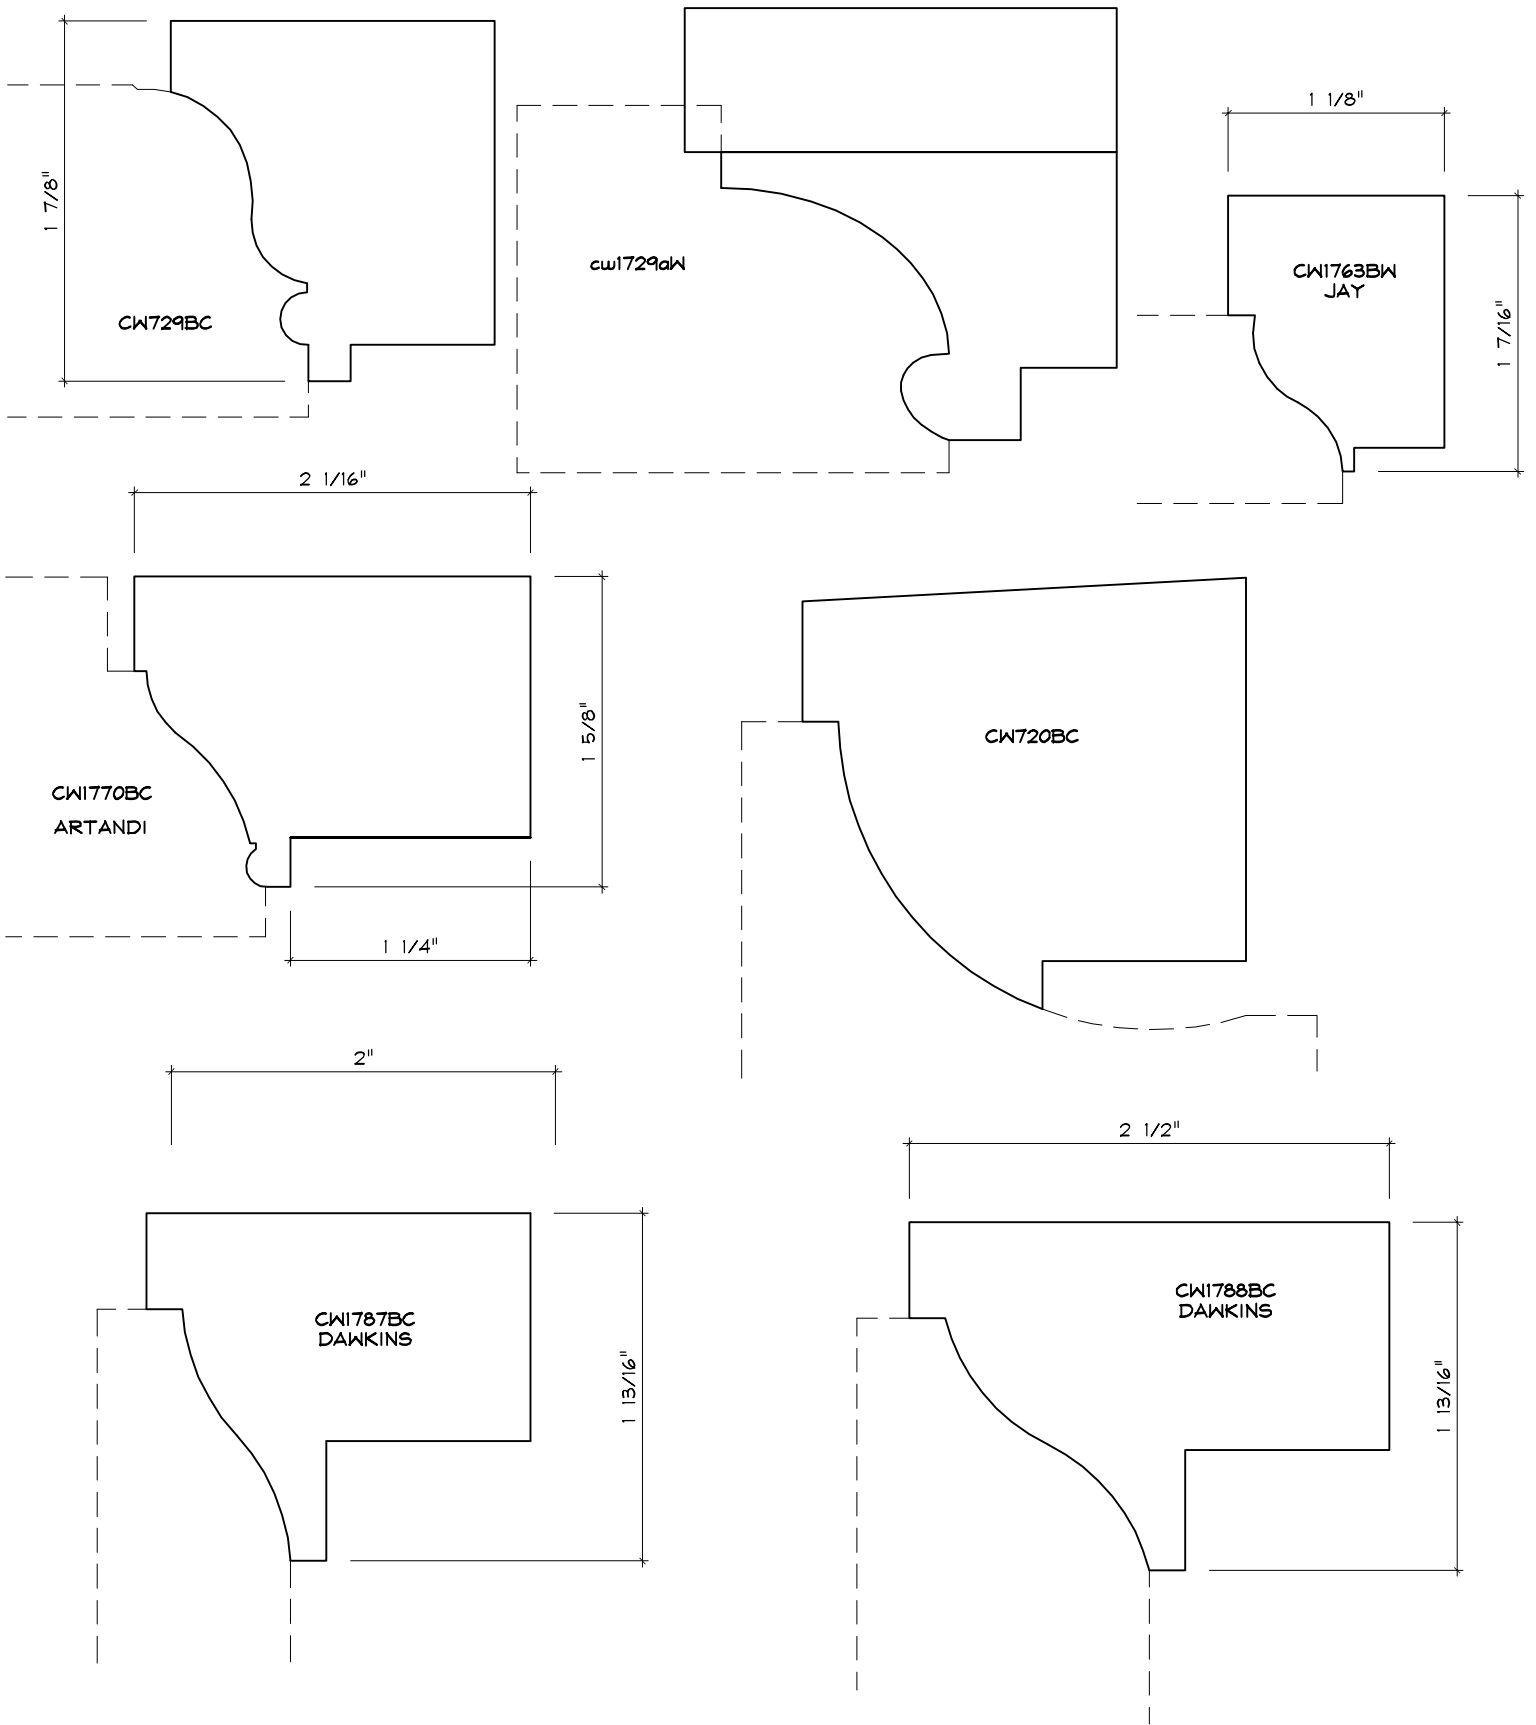 1 7/8"
CW729BC
cw1729aW
1 1/8"
CW1763BW
JAY
1 7/16"
2 1/16"
1 5/8"
CW1770BC
ARTANDI
1 1/4"
CW720BC
2"
CW1787BC
DAWKINS
1 13/16"
2 1/2"
CW1788BC
DAWKINS
1 13/16"